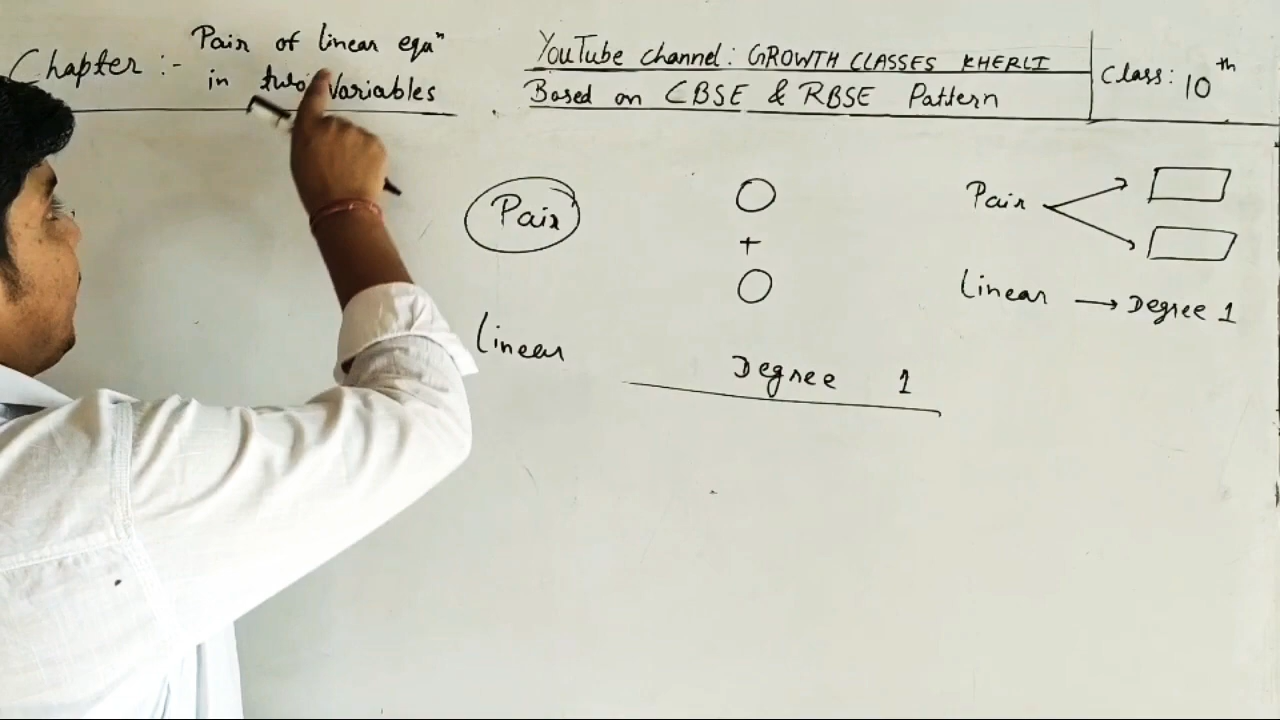 Chapter :- Pair of linear equⁿ
in two variables
YouTube channel: GROWTH CLASSES KHERLI
Based on CBSE & RBSE Pattern
Class: 10th
Pair
+
Linear
Degree 1
Pair
Linear → Degree 1